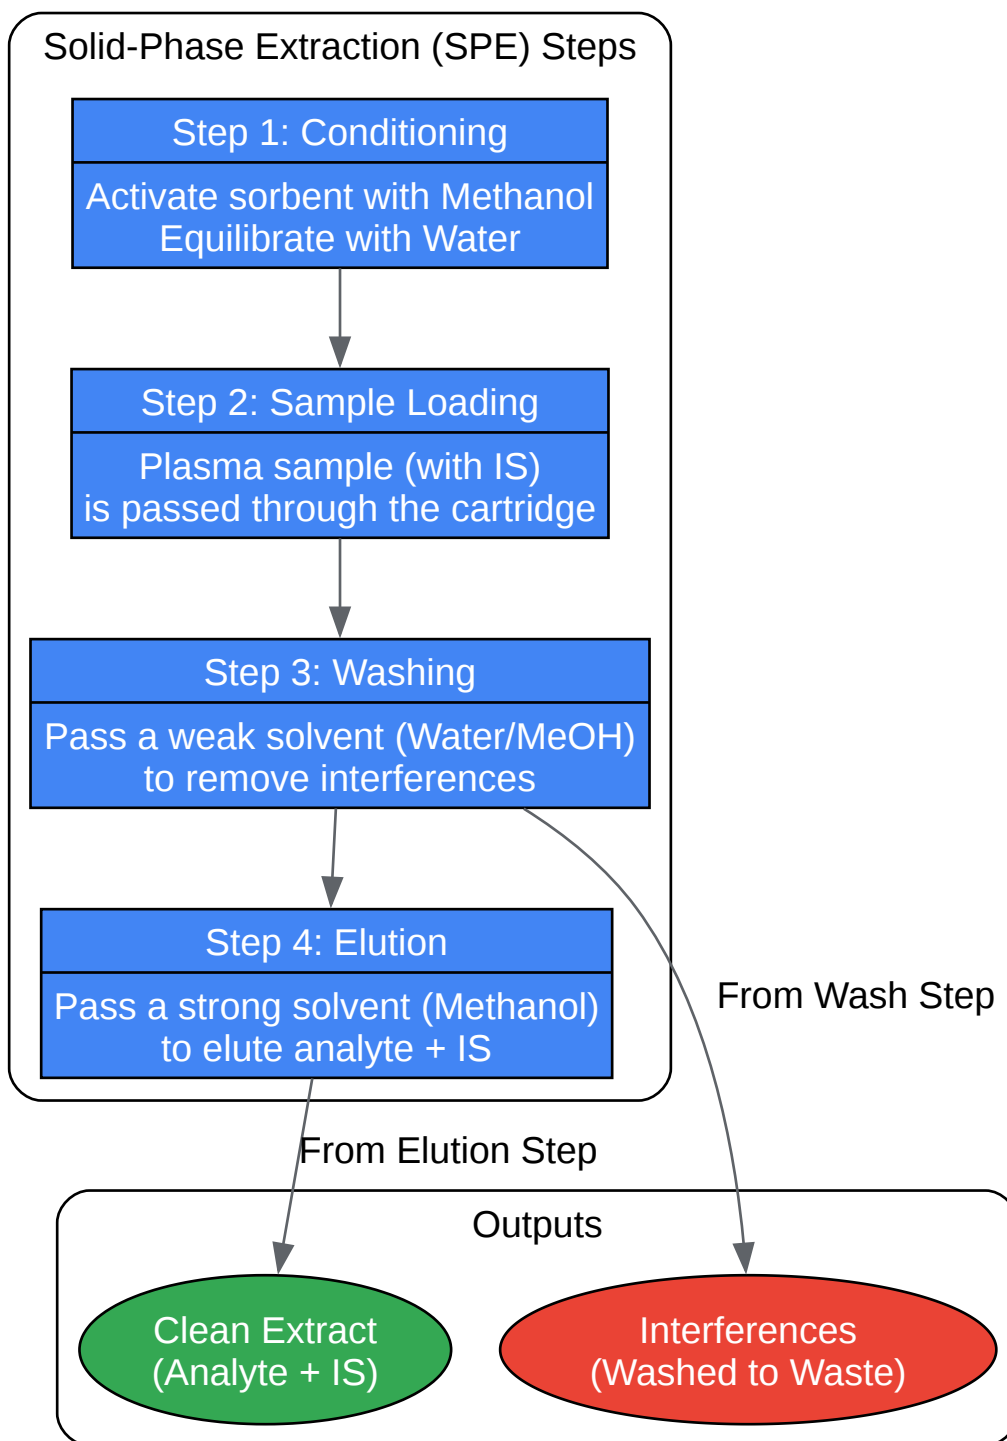 Solid-Phase Extraction (SPE) Steps
Step 1: Conditioning
Activate sorbent with Methanol
Equilibrate with Water
Step 2: Sample Loading
Plasma sample (with IS)
is passed through the cartridge
Step 3: Washing
Pass a weak solvent (Water/MeOH)
to remove interferences
Step 4: Elution
Pass a strong solvent (Methanol)
to elute analyte + IS
From Wash Step
From Elution Step
Outputs
Clean Extract
(Analyte + IS)
Interferences
(Washed to Waste)